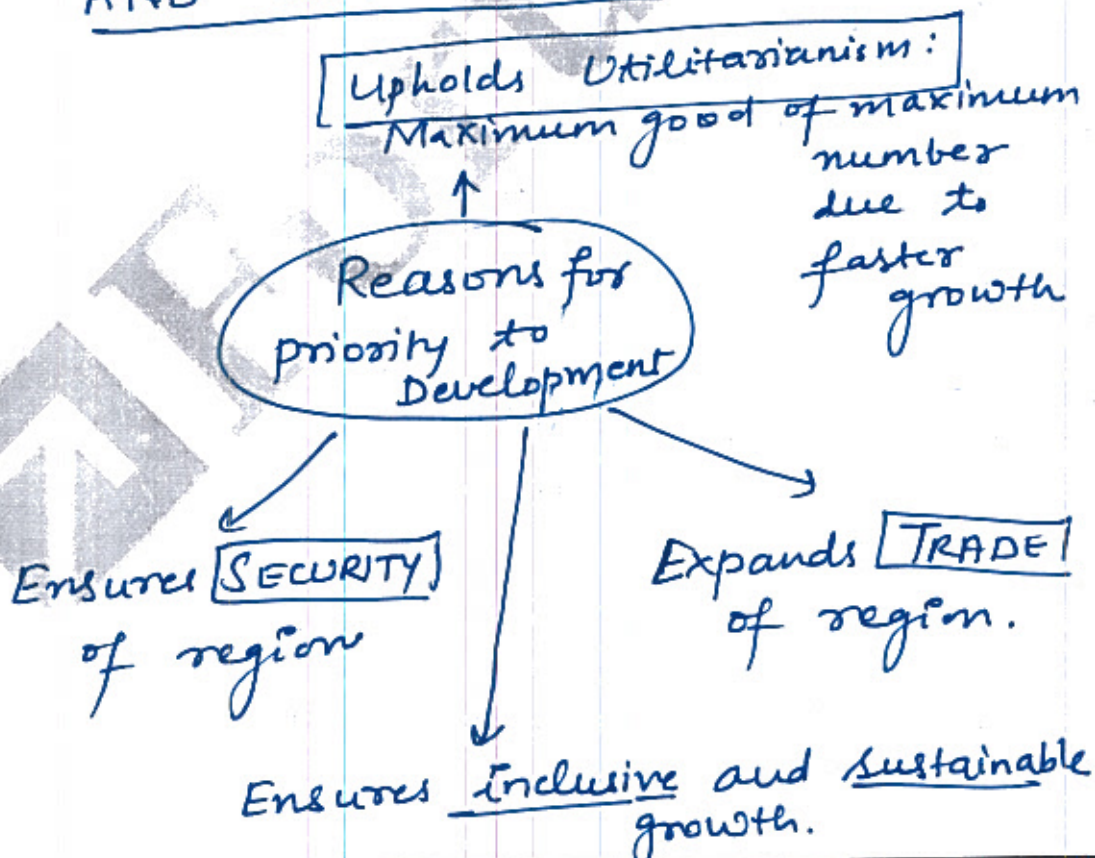 AND
Upholds Utilitarianism:
Maximum good of maximum
number
due to
faster
growth
Reasons for
priority to
Development
Ensures SECURITY
of region
Expands TRADE
of region.
Ensures inclusive and sustainable
growth.